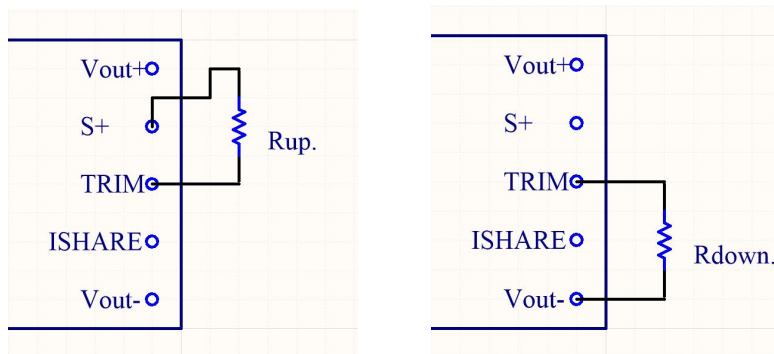 Vout+
S+
Rup.
TRIM
ISHARE
Vout-
Vout+
S+
TRIM
ISHARE
Rdown.
Vout-